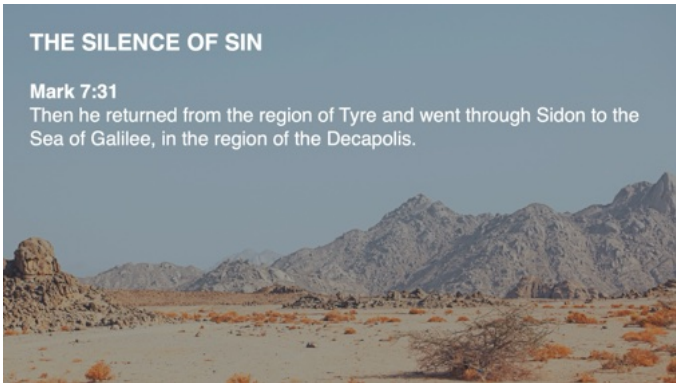 THE SILENCE OF SIN
Mark 7:31
Then he returned from the region of Tyre and went through Sidon to the
Sea of Galilee, in the region of the Decapolis.